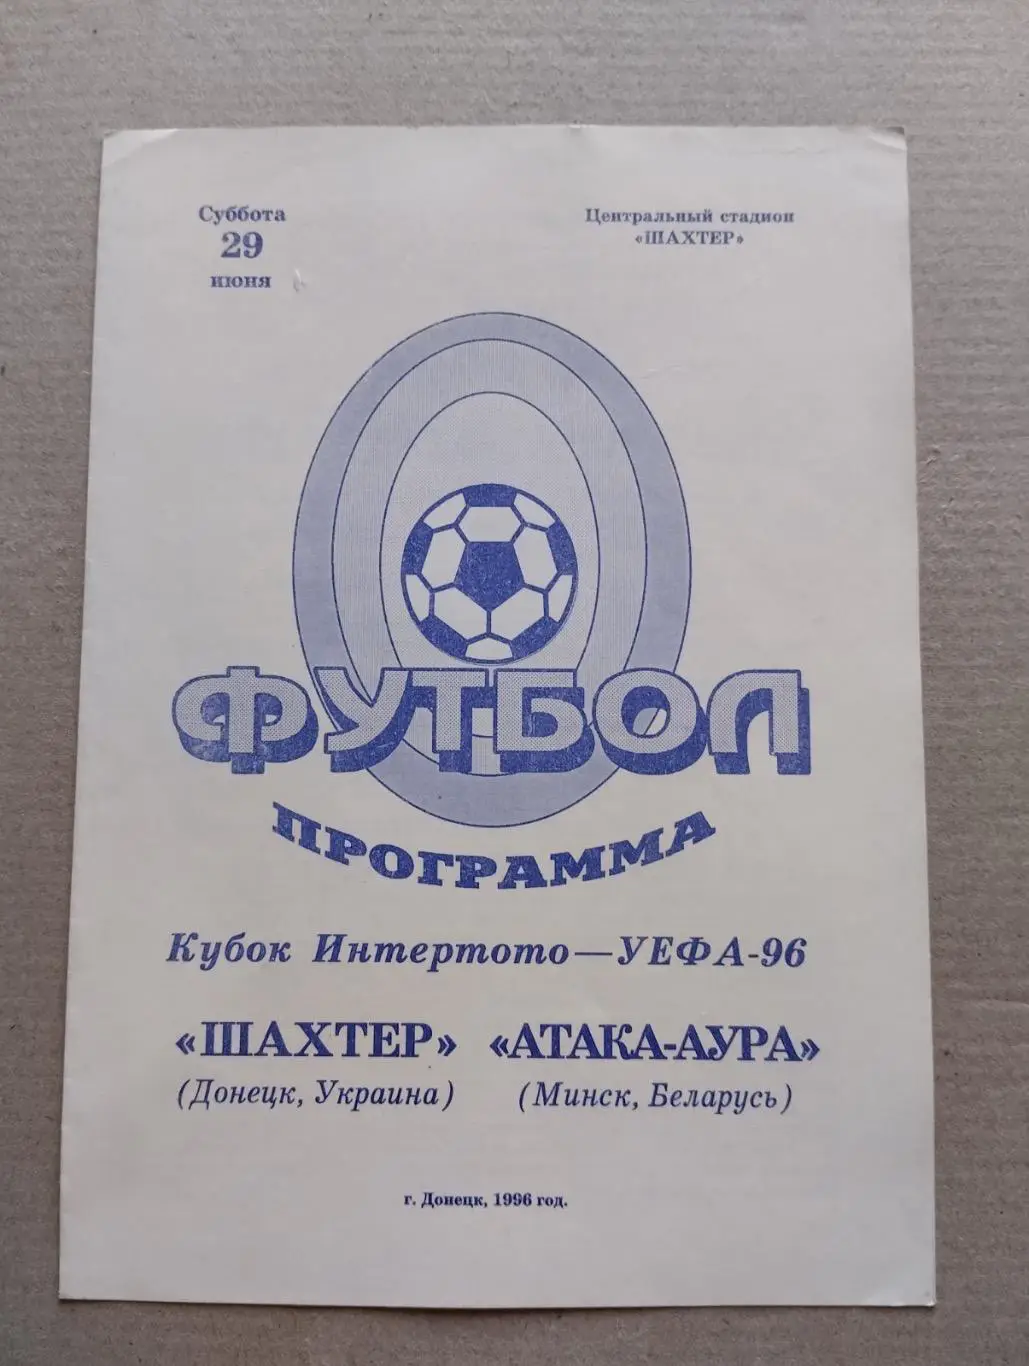 Суббота
29
июня
Центральный стадион
«ШАХТЕР»
ФУТБОЛ
ПРОГРАММА
Кубок Интертото—УЕФА-96
«ШАХТЕР» «АТАКА-АУРА»
(Донецк, Украина) (Минск, Беларусь)
г. Донецк, 1996 год.